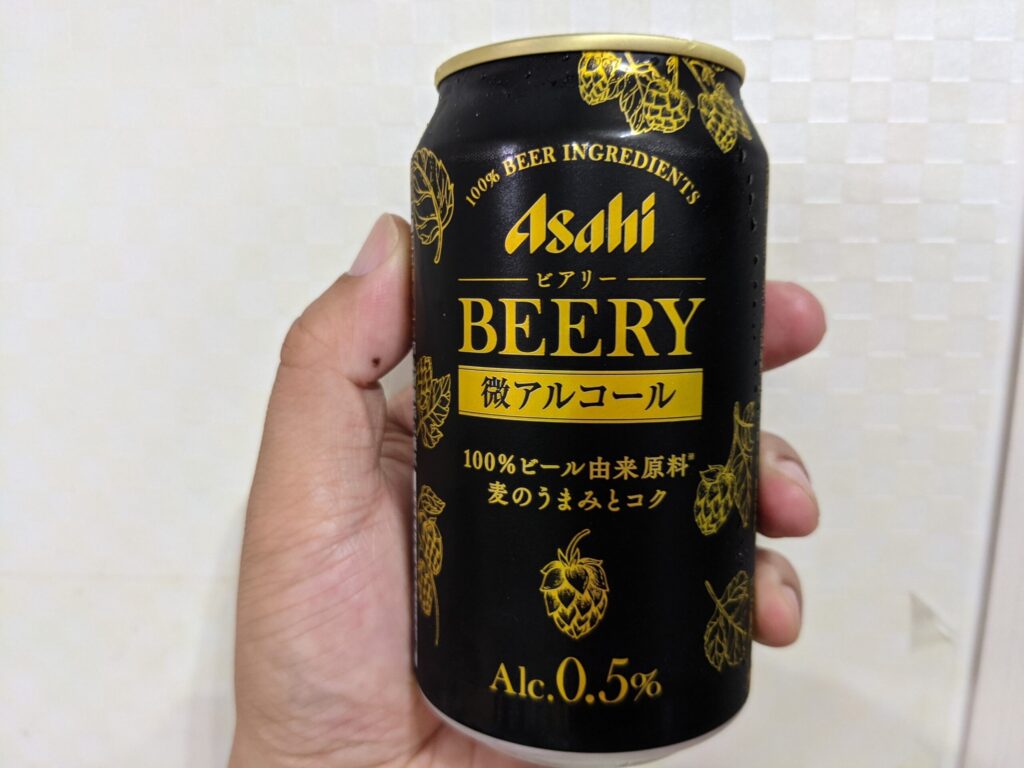 100% BEER INGREDIENTS
Asahi
ビアリー
BEERY
微アルコール
100%ビール由来原料※
麦のうまみとコク
Alc.0.5%